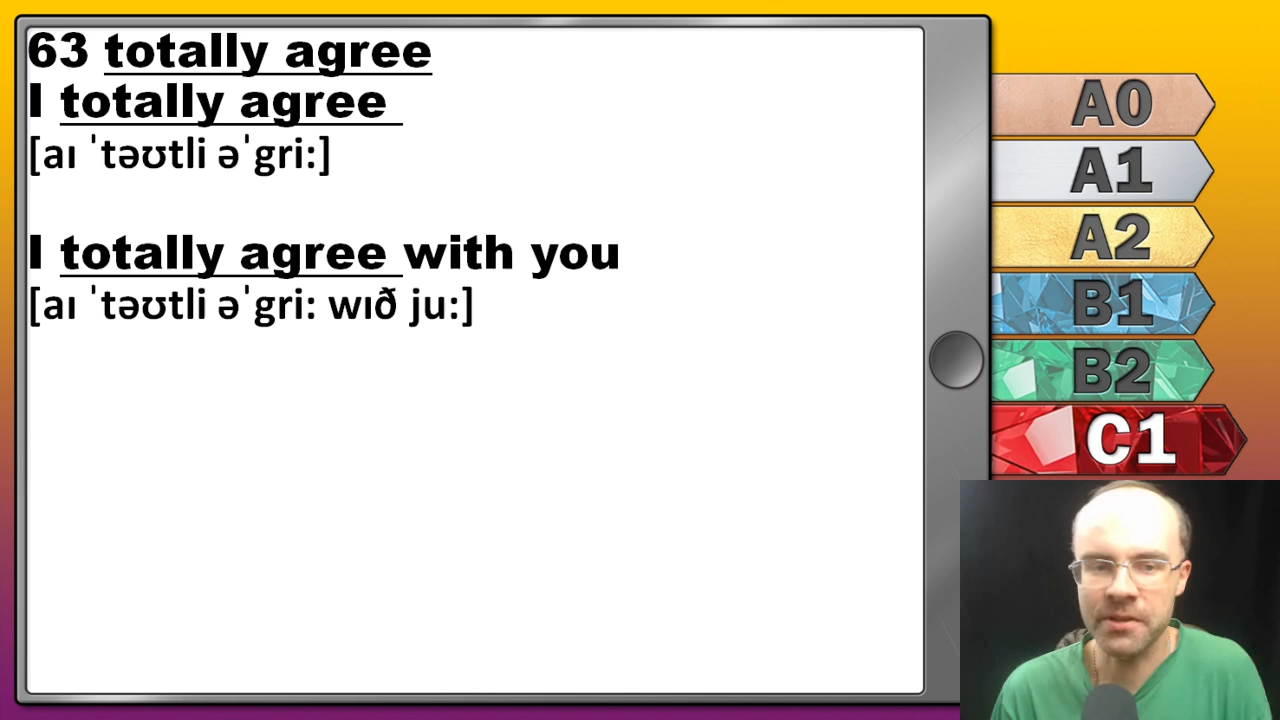 63 totally agree
I totally agree
[aɪ ˈtəʊtli əˈgri:]
I totally agree with you
[aɪ ˈtəʊtli əˈgri: wɪð ju:]
A0
A1
A2
B1
B2
C1